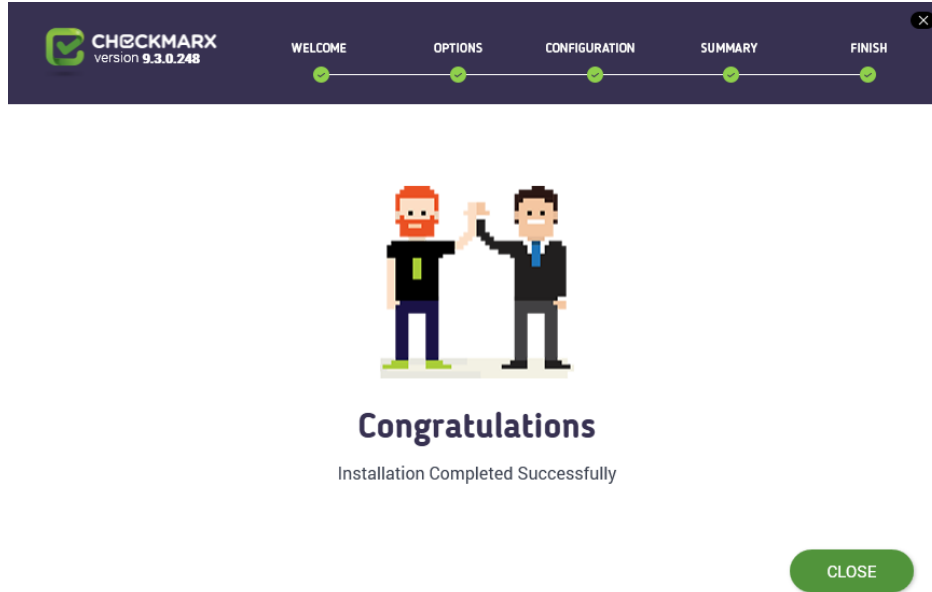 CHECKMARX
version 9.3.0.248
WELCOME
OPTIONS
CONFIGURATION
SUMMARY
FINISH
Congratulations
Installation Completed Successfully
CLOSE